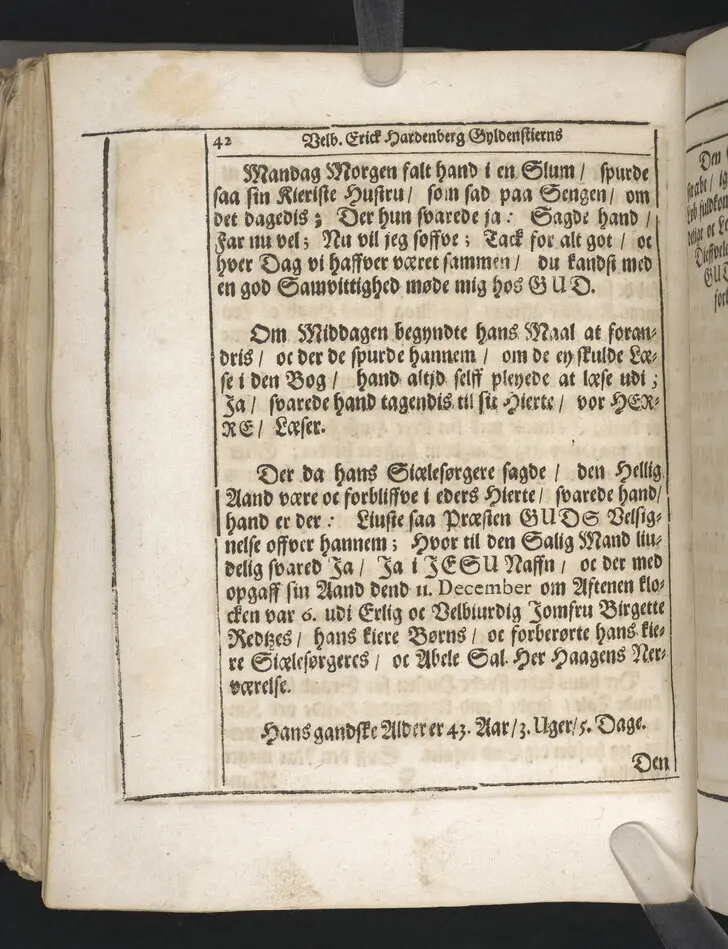 42 Velb. Erick Hardenberg Gyldenstierns
Mandag Morgen falt hand i en Slum / spurde
saa sin Kieriste Hustru / som sad paa Sengen / om
det dagedis ; Der hun svarede ja : Sagde hand /
Far nu vel ; Nu vil jeg soffve ; Tack for alt got / oc
hver Dag vi haffver været sammen / du kandst med
en god Samvittighed møde mig hos GUD.
Om Middagen begyndte hans Maal at foran-
dris / oc der de spurde hannem / om de ey skulde Læ-
se i den Bog / hand altjd selff pleyede at læse udi ;
Ja / svarede hand tagendis til sit Hierte / vor HER-
RE / Læser.
Der da hans Siælesørgere sagde / den Hellig
Aand være oc forbliffve i eders Hierte / svarede hand /
hand er der : Liuste saa Præsten GUDS Velsig-
nelse offver hannem ; Hvor til den Salig Mand liu-
delig svared Ja / Ja i JESU Naffn / oc der med
opgaff sin Aand dend 11. December om Aftenen klo-
cken var 6. udi Erlig oc Velbiurdig Jomfru Birgette
Redtzes / hans kiere Børns / oc forberørte hans kie-
re Siælesørgeres / oc Abele Sal. Her Haagens Ner-
værelse.
Hans gandske Alder er 43. Aar / 3. Uger / 5. Dage.
Den
Den